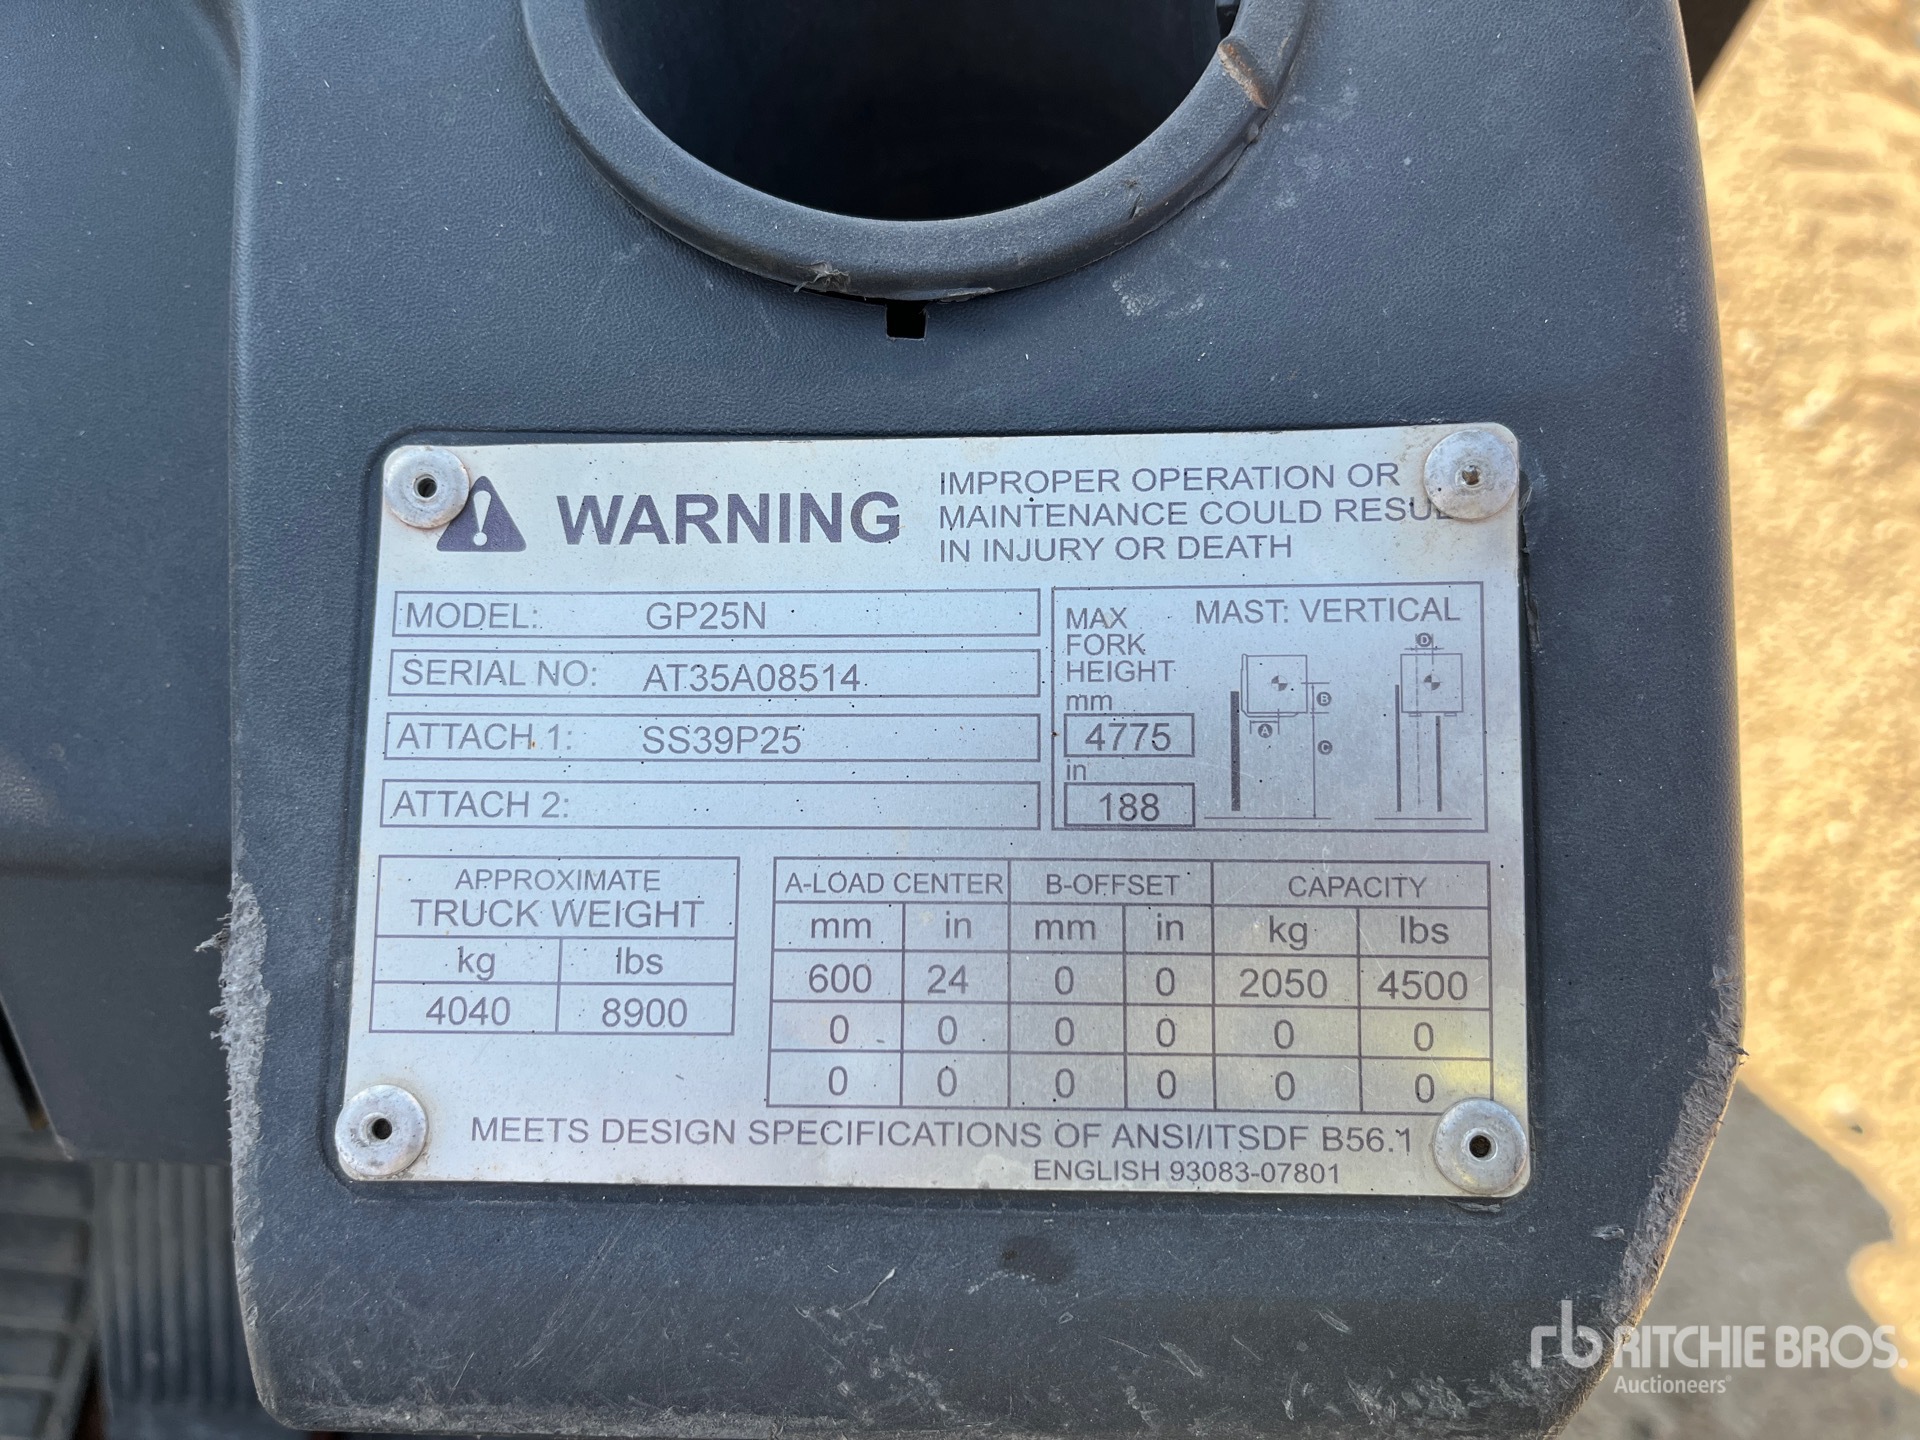 WARNING
IMPROPER OPERATION OR
MAINTENANCE COULD
IN INJURY OR DEATH
MODEL: GP25N
SERIAL NO: AT35A08514
ATTACH 1: SS39P25
ATTACH 2:
MAX FORK HEIGHT
mm
4775
in
188
MAST: VERTICAL
D
B
A
C
APPROXIMATE
TRUCK WEIGHT
kg lbs
4040 8900
A-LOAD CENTER B-OFFSET CAPACITY
mm in mm in kg lbs
600 24 0 0 2050 4500
0 0 0 0 0 0
0 0 0 0 0 0
MEETS DESIGN SPECIFICATIONS OF ANSI/ITSDF B56.1
ENGLISH 93083-07801
rb RITCHIE BROS.
Auctioneers